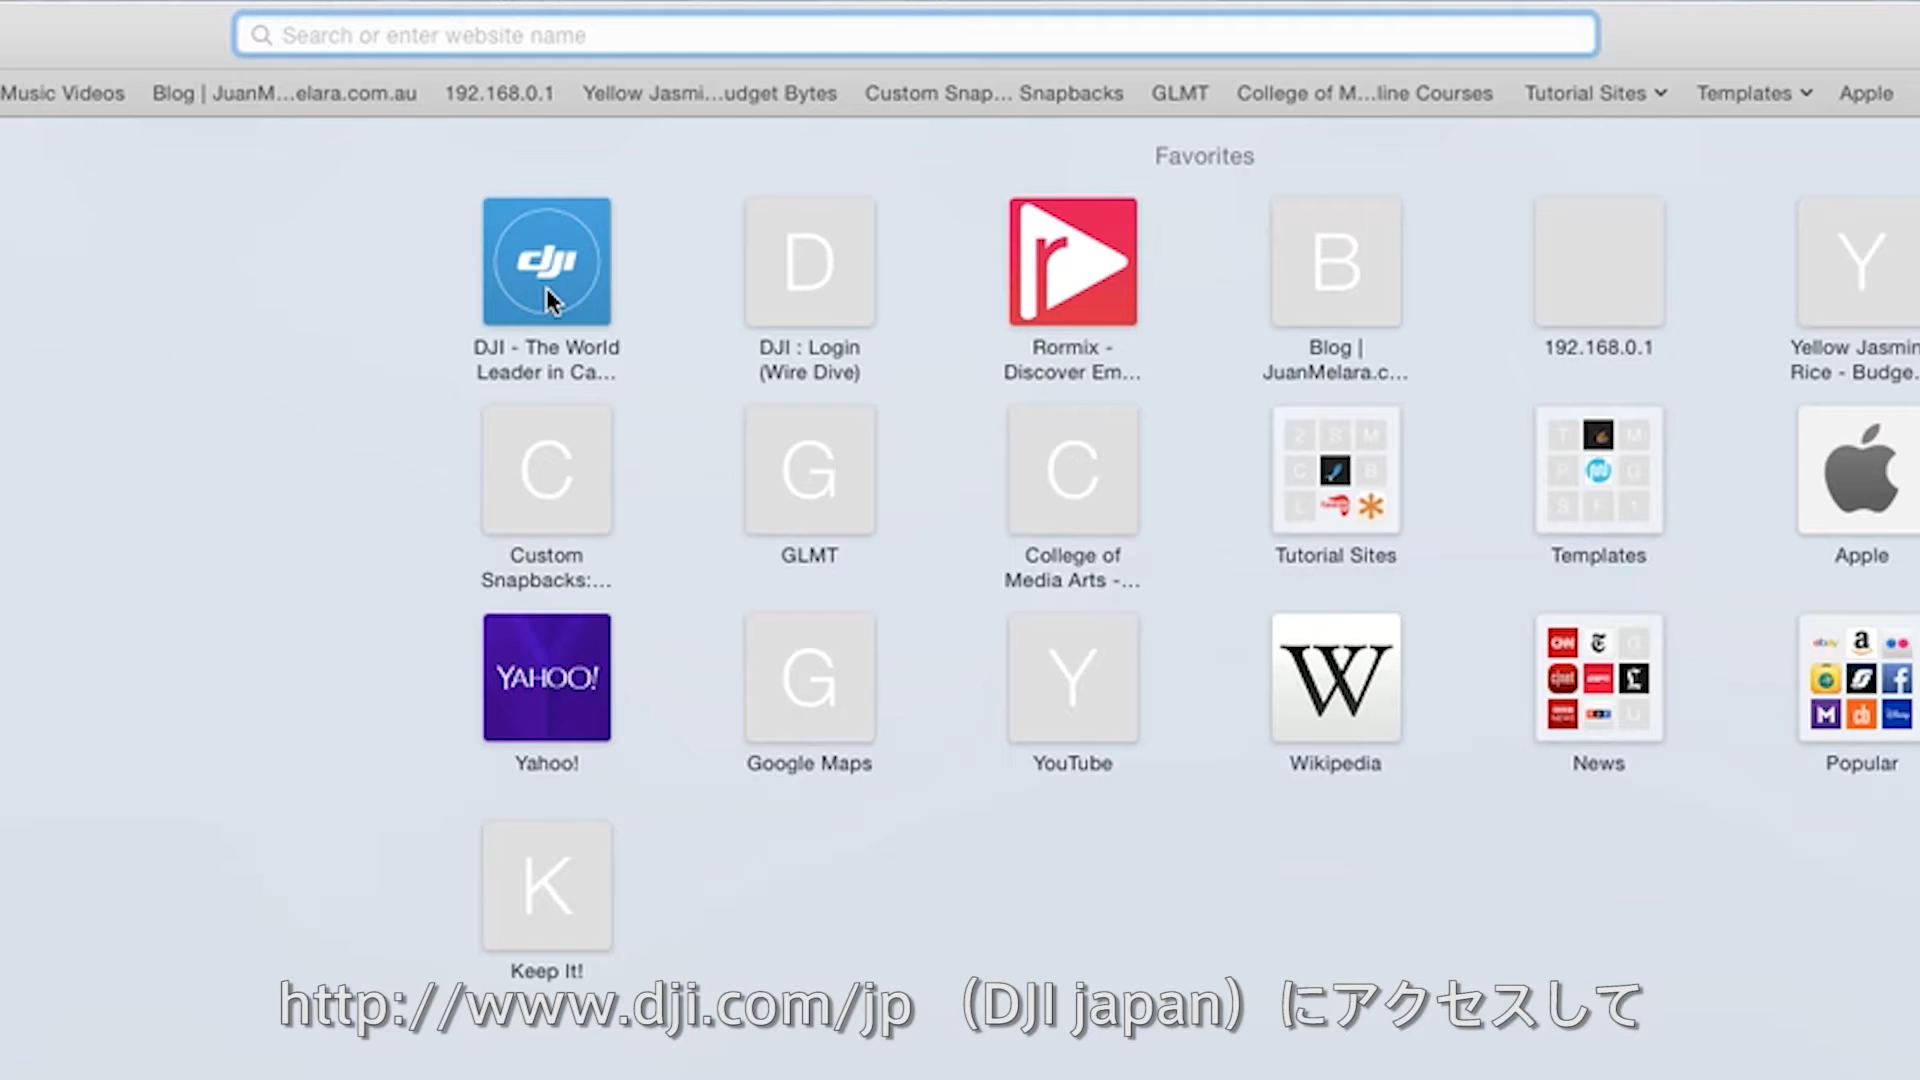 Search or enter website name
Music Videos
Blog | JuanM...elara.com.au
192.168.0.1
Yellow Jasmi...udget Bytes
Custom Snap... Snapbacks
GLMT
College of M...line Courses
Tutorial Sites
Templates
Apple
Favorites
dji
D
r
B
Y
DJI - The World
Leader in Ca...
DJI : Login
(Wire Dive)
Rormix -
Discover Em...
Blog |
JuanMelara.c...
192.168.0.1
Yellow Jasmin
Rice - Budge.
C
G
C
Custom
Snapbacks:...
GLMT
College of
Media Arts -...
Tutorial Sites
Templates
Apple
YAHOO!
G
Y
W
Yahoo!
Google Maps
YouTube
Wikipedia
News
Popular
K
Keep It!
http://www.dji.com/jp （DJI japan）にアクセスして